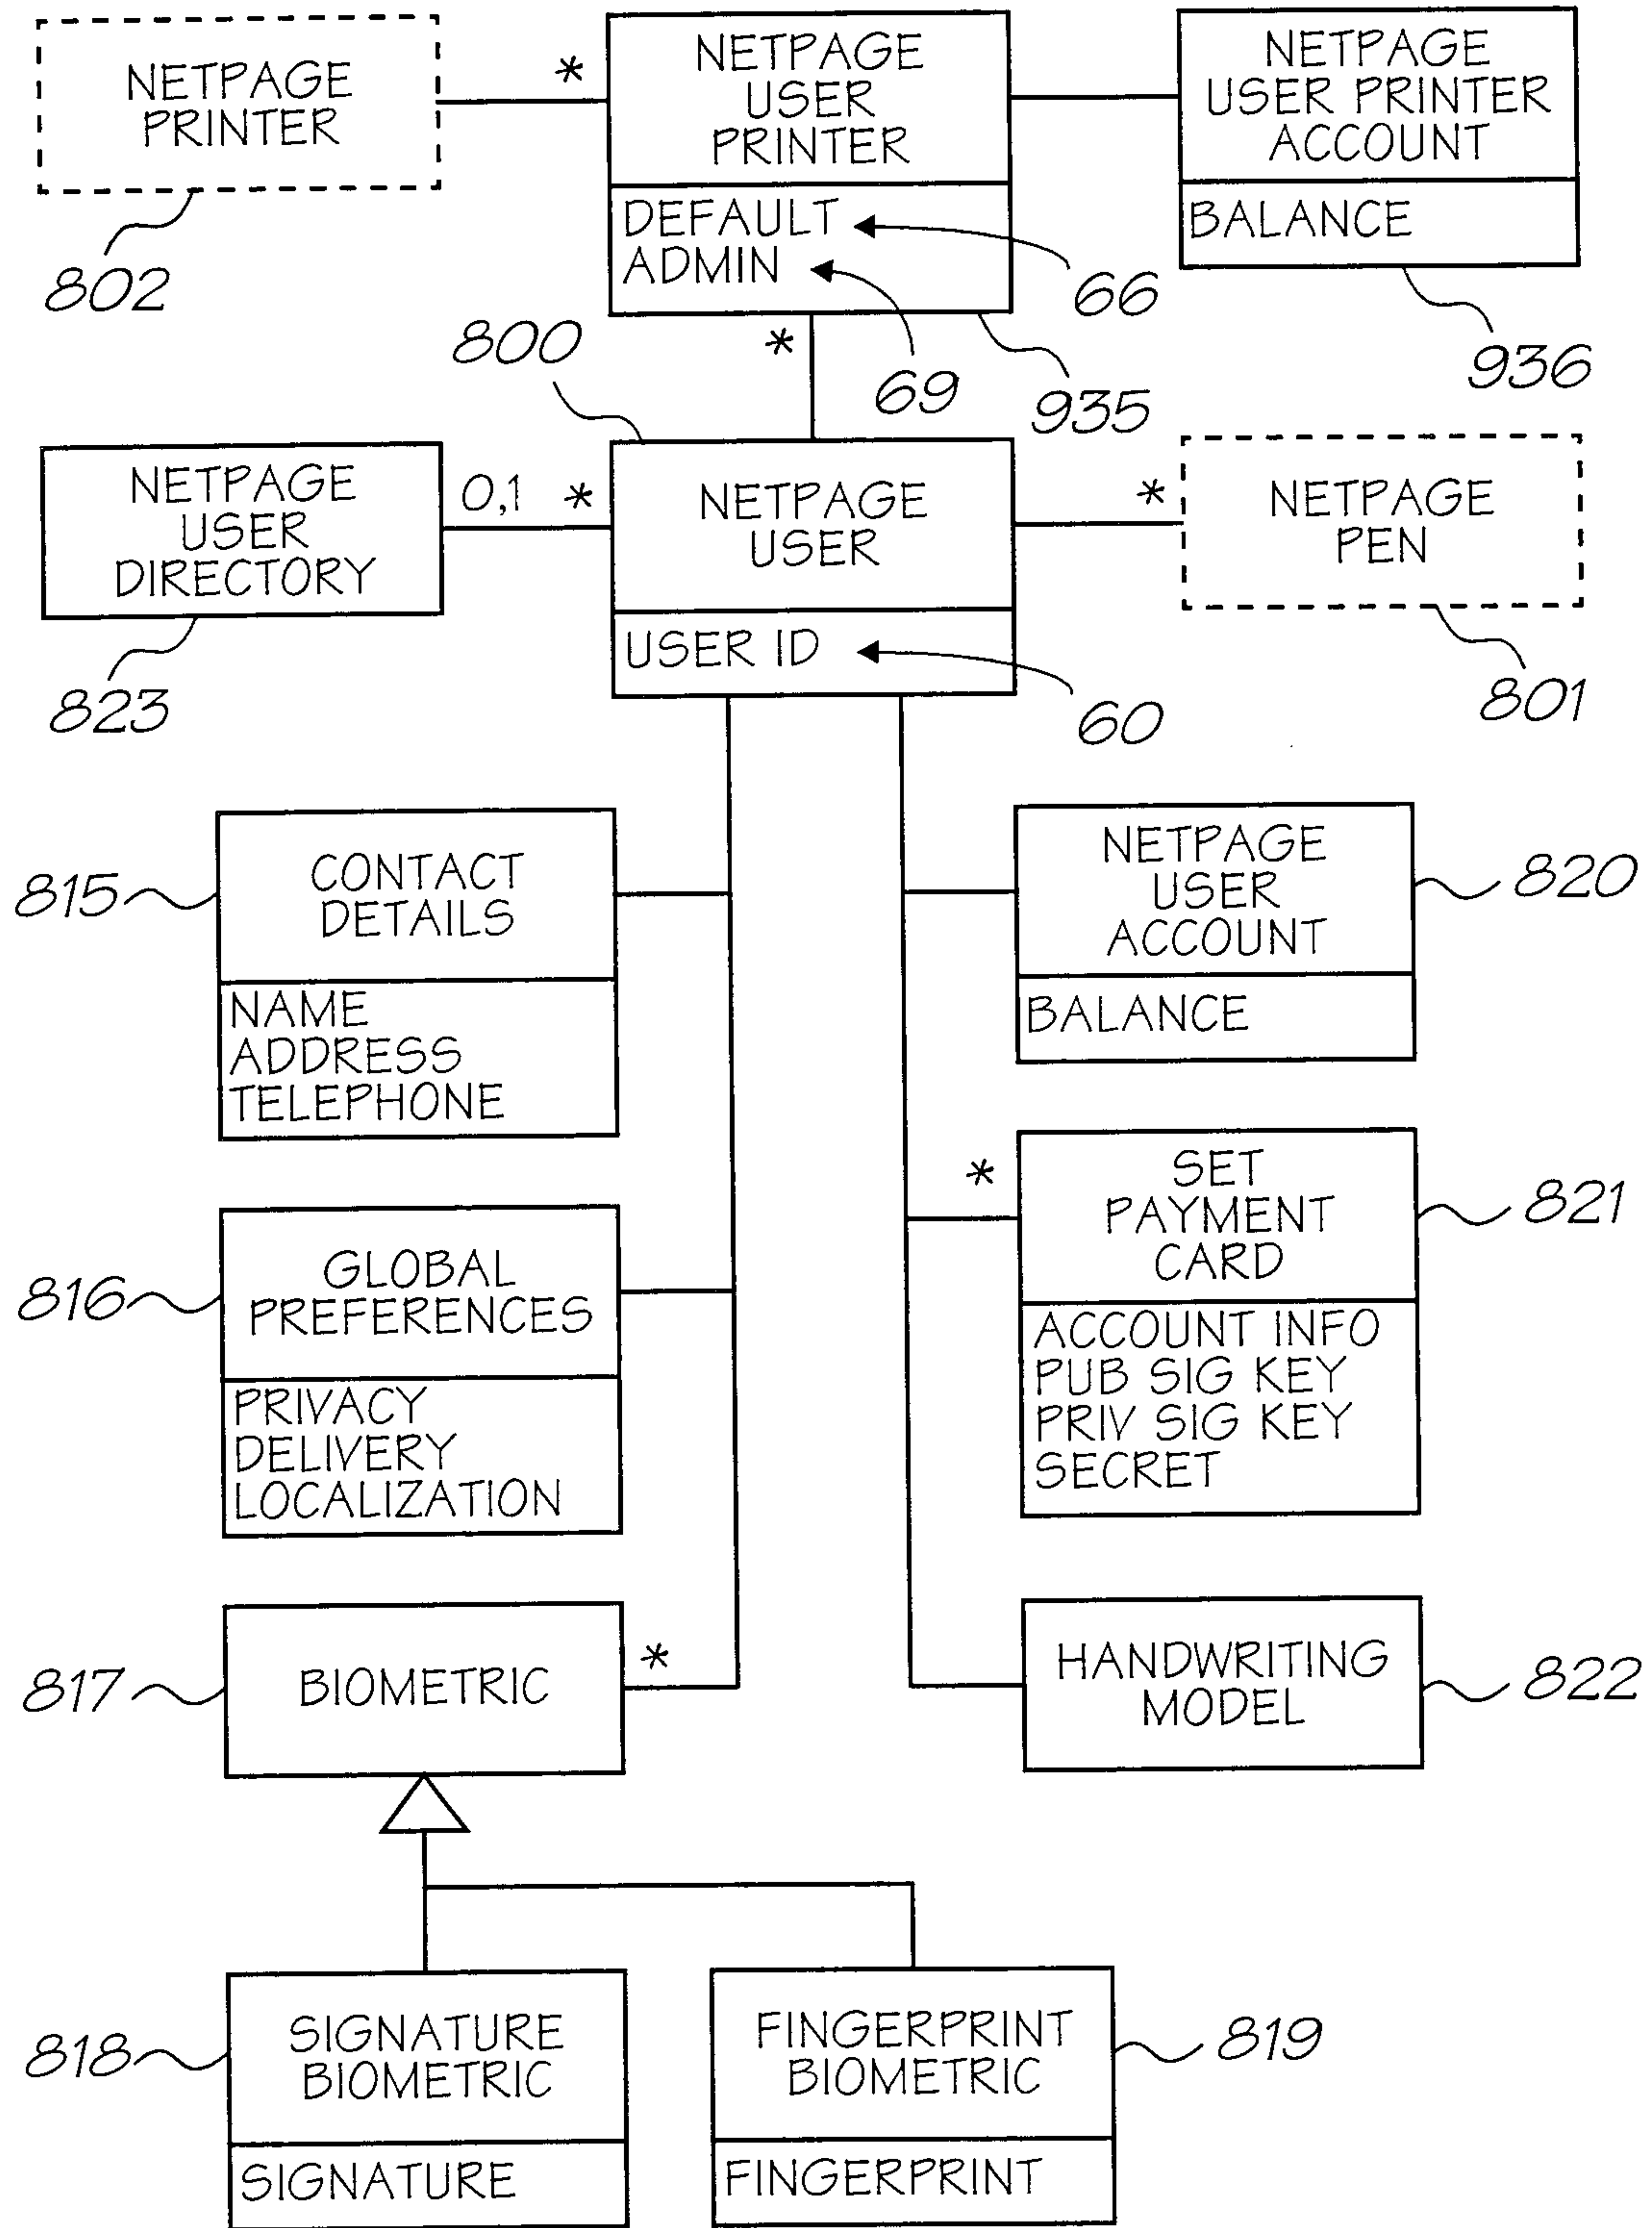 NETPAGE
PRINTER
802
*
NETPAGE
USER
PRINTER
DEFAULT
ADMIN
66
69
935
NETPAGE
USER PRINTER
ACCOUNT
BALANCE
936
*
800
NETPAGE
USER
DIRECTORY
823
0,1 *
NETPAGE
USER
USER ID
60
*
NETPAGE
PEN
801
815
CONTACT
DETAILS
NAME
ADDRESS
TELEPHONE
NETPAGE
USER
ACCOUNT
BALANCE
820
816
GLOBAL
PREFERENCES
PRIVACY
DELIVERY
LOCALIZATION
*
SET
PAYMENT
CARD
ACCOUNT INFO
PUB SIG KEY
PRIV SIG KEY
SECRET
821
817
BIOMETRIC
*
HANDWRITING
MODEL
822
818
SIGNATURE
BIOMETRIC
SIGNATURE
FINGERPRINT
BIOMETRIC
FINGERPRINT
819